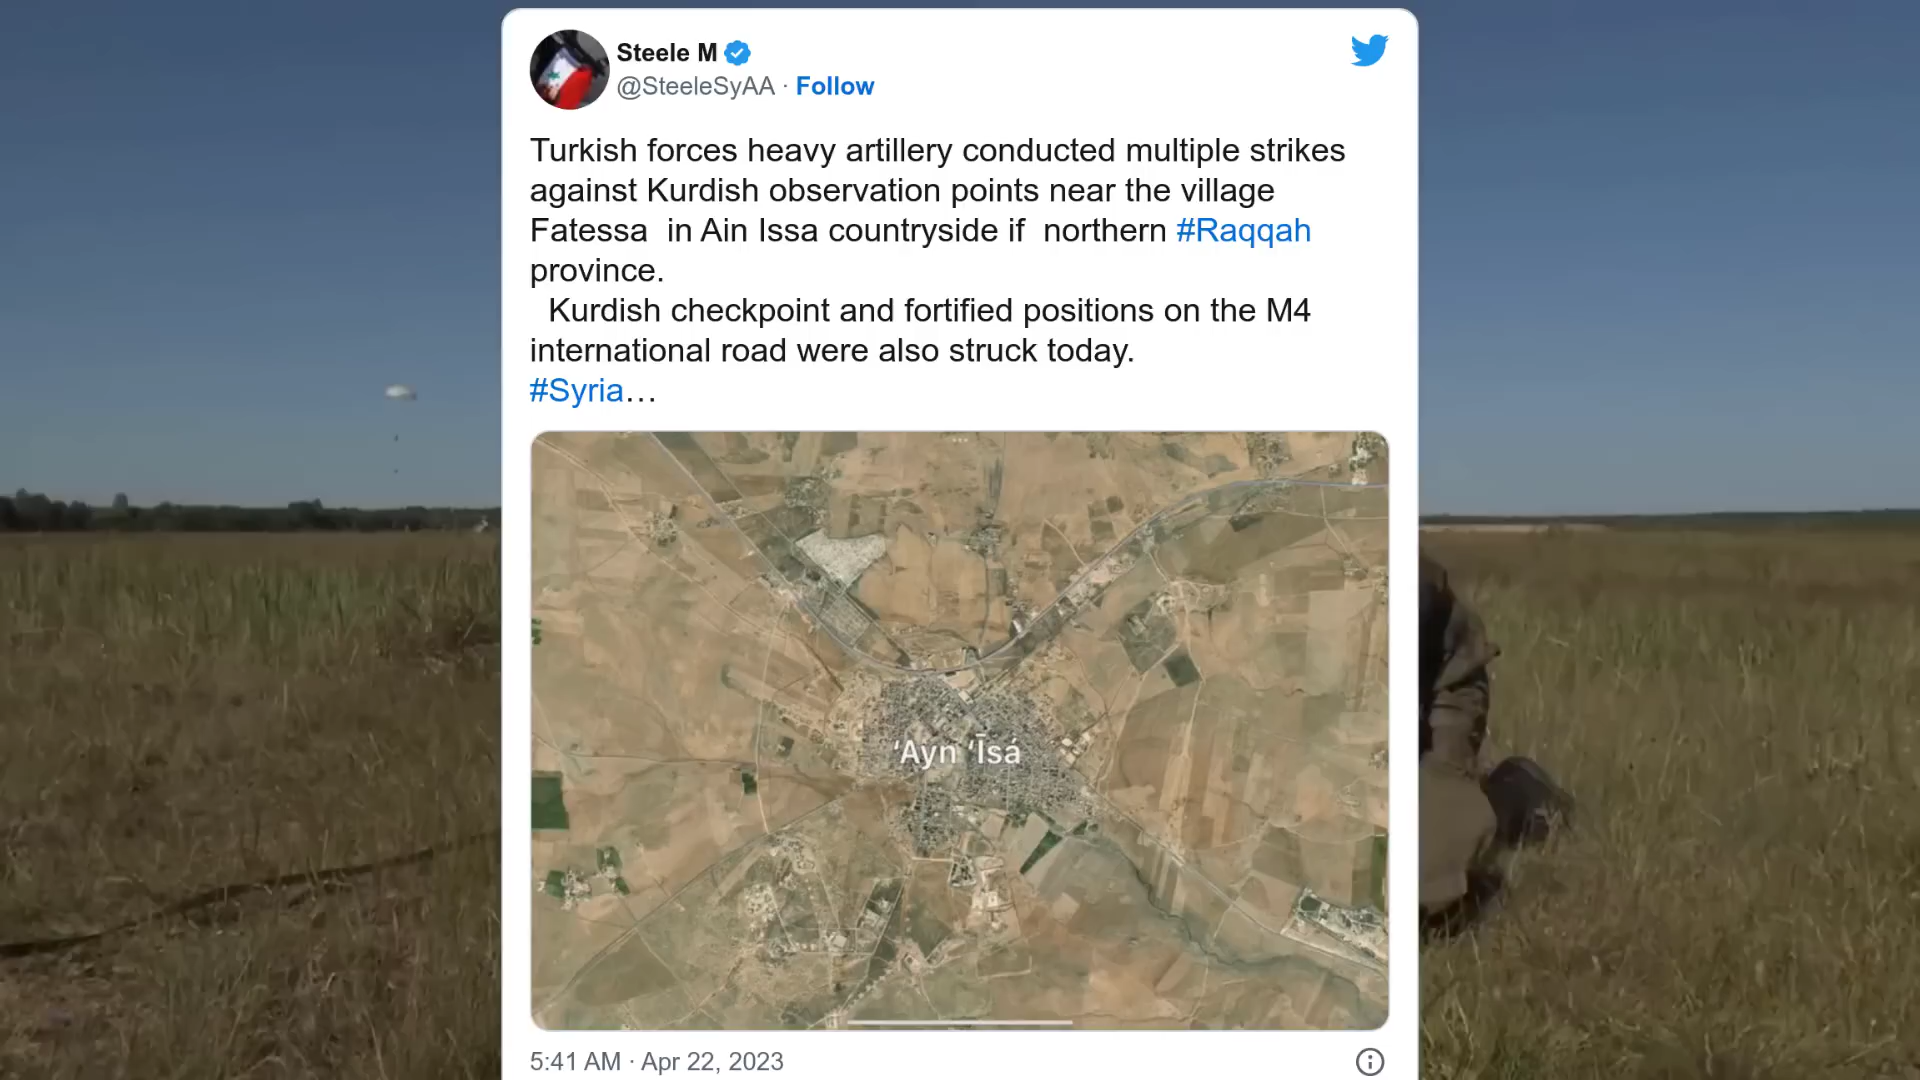 Steele M
@SteeleSyAA · Follow
Turkish forces heavy artillery conducted multiple strikes
against Kurdish observation points near the village
Fatessa  in Ain Issa countryside if  northern #Raqqah
province.
Kurdish checkpoint and fortified positions on the M4
international road were also struck today.
#Syria…
‘Ayn ‘Īsá
5:41 AM · Apr 22, 2023